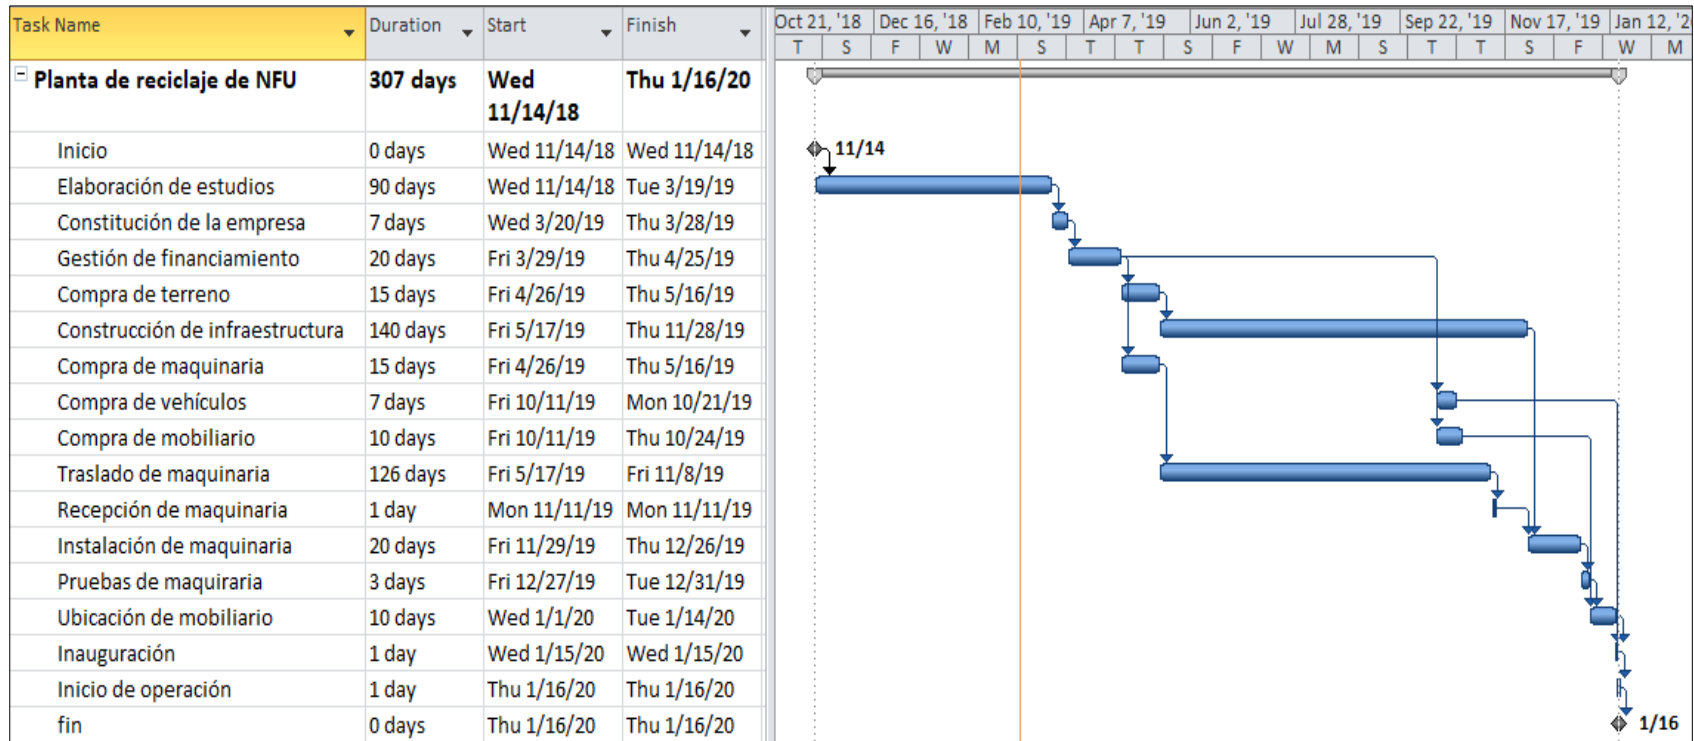 Task Name Duration Start Finish Oct 21, '18 Dec 16, '18 Feb 10, '19 Apr 7, '19 Jun 2, '19 Jul 28, '19 Sep 22, '19 Nov 17, '19 Jan 12, '2
T S F W M S T T S F W M S T T S F W M
Planta de reciclaje de NFU 307 days Wed 11/14/18 Thu 1/16/20
Inicio 0 days Wed 11/14/18 Wed 11/14/18 11/14
Elaboración de estudios 90 days Wed 11/14/18 Tue 3/19/19
Constitución de la empresa 7 days Wed 3/20/19 Thu 3/28/19
Gestión de financiamiento 20 days Fri 3/29/19 Thu 4/25/19
Compra de terreno 15 days Fri 4/26/19 Thu 5/16/19
Construcción de infraestructura 140 days Fri 5/17/19 Thu 11/28/19
Compra de maquinaria 15 days Fri 4/26/19 Thu 5/16/19
Compra de vehículos 7 days Fri 10/11/19 Mon 10/21/19
Compra de mobiliario 10 days Fri 10/11/19 Thu 10/24/19
Traslado de maquinaria 126 days Fri 5/17/19 Fri 11/8/19
Recepción de maquinaria 1 day Mon 11/11/19 Mon 11/11/19
Instalación de maquinaria 20 days Fri 11/29/19 Thu 12/26/19
Pruebas de maquiraria 3 days Fri 12/27/19 Tue 12/31/19
Ubicación de mobiliario 10 days Wed 1/1/20 Tue 1/14/20
Inauguración 1 day Wed 1/15/20 Wed 1/15/20
Inicio de operación 1 day Thu 1/16/20 Thu 1/16/20
fin 0 days Thu 1/16/20 Thu 1/16/20 1/16